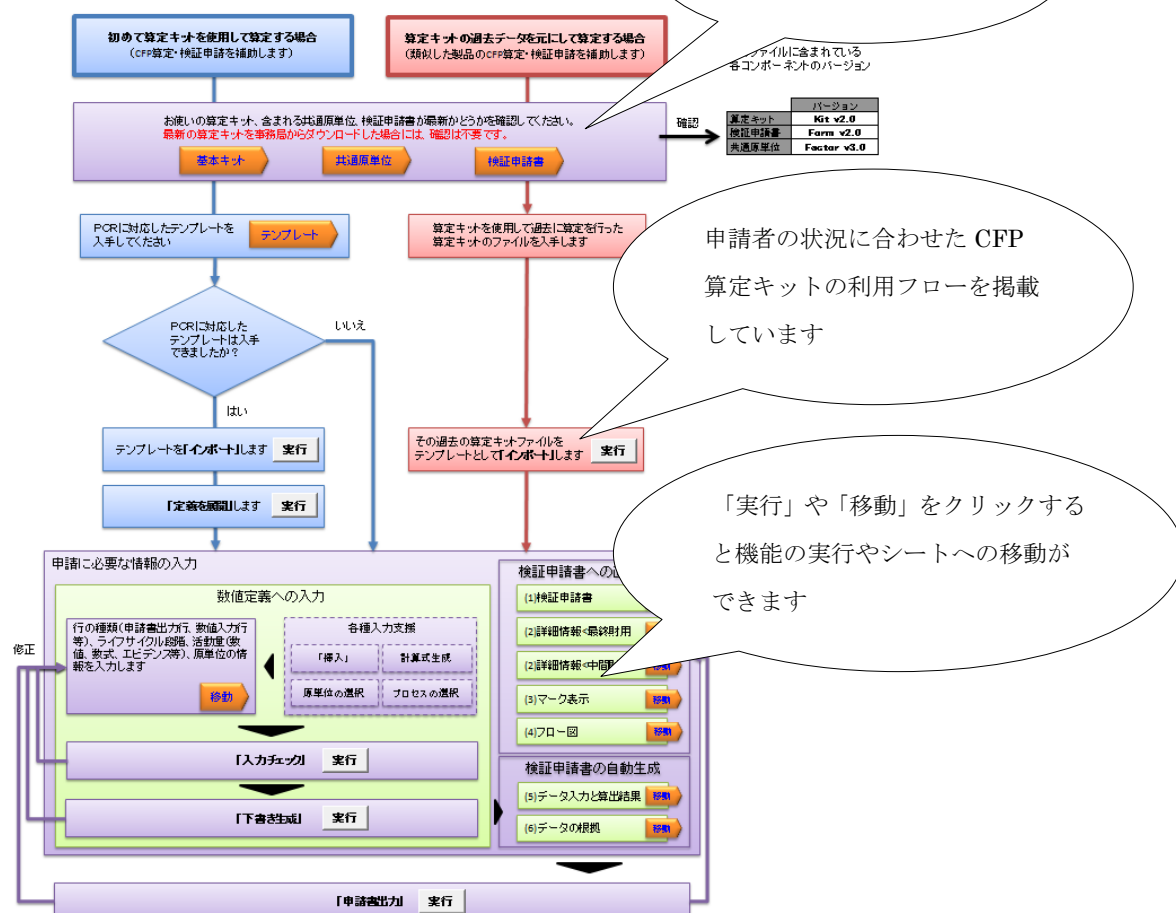 初めて算定キットを使用して算定する場合
（CFP算定・検証申請を補助します）
算定キットの過去データを元にして算定する場合
（類似した製品のCFP算定・検証申請を補助します）
ファイルに含まれている
各コンポーネントのバージョン
お使いの算定キット、含まれる共通原単位、検証申請書が最新かどうかを確認してください。
最新の算定キットを事務局からダウンロードした場合には、確認は不要です。
基本キット
共通原単位
検証申請書
確認
バージョン
算定キット Kit v2.0
検証申請書 Form v2.0
共通原単位 Factor v3.0
PCRに対応したテンプレートを
入手してください
テンプレート
算定キットを使用して過去に算定を行った
算定キットのファイルを入手します
申請者の状況に合わせた CFP
算定キットの利用フローを掲載
しています
PCRに対応した
テンプレートは入手
できましたか？
いいえ
はい
テンプレートを「インポート」します 実行
その過去の算定キットファイルを
テンプレートとして「インポート」します 実行
「定義を展開」します 実行
「実行」や「移動」をクリックする
と機能の実行やシートへの移動が
できます
申請に必要な情報の入力
数値定義への入力
行の種類（申請書出力行、数値入力行
等）、ライフサイクル段階、活動量（数
値、数式、エビデンス等）、原単位の情
報を入力します
移動
各種入力支援
「挿入」
計算式生成
原単位の選択
プロセスの選択
修正
「入力チェック」 実行
「下書き生成」 実行
検証申請書への
(1)検証申請書
(2)詳細情報<最終財用
(2)詳細情報<中間
(3)マーク表示 移動
(4)フロー図 移動
検証申請書の自動生成
(5)データ入力と算出結果 移動
(6)データの根拠 移動
「申請書出力」 実行